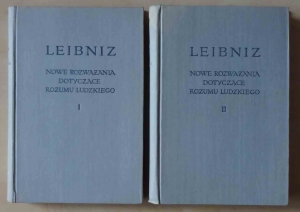 LEIBNIZ
NOWE ROZWAŻANIA
DOTYCZĄCE
ROZUMU LUDZKIEGO
I
LEIBNIZ
NOWE ROZWAŻANIA
DOTYCZĄCE
ROZUMU LUDZKIEGO
II